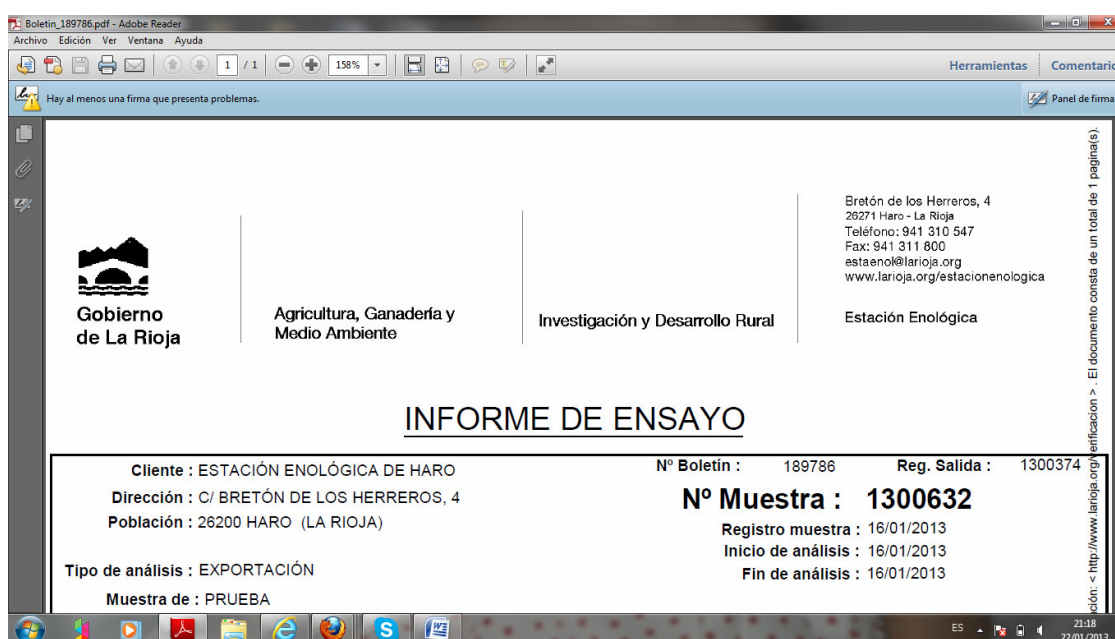 Boletin_189786.pdf - Adobe Reader
Archivo Edición Ver Ventana Ayuda
1 / 1 158% Herramientas Comentario
Hay al menos una firma que presenta problemas. Panel de firma
Bretón de los Herreros, 4
26271 Haro - La Rioja
Teléfono: 941 310 547
Fax: 941 311 800
estaenol@larioja.org
www.larioja.org/estacionenologica
Gobierno
de La Rioja
Agricultura, Ganadería y
Medio Ambiente
Investigación y Desarrollo Rural
Estación Enológica
INFORME DE ENSAYO
Cliente : ESTACIÓN ENOLÓGICA DE HARO
Dirección : C/ BRETÓN DE LOS HERREROS, 4
Población : 26200 HARO (LA RIOJA)
Tipo de análisis : EXPORTACIÓN
Muestra de : PRUEBA
Nº Boletín : 189786 Reg. Salida : 1300374
Nº Muestra : 1300632
Registro muestra : 16/01/2013
Inicio de análisis : 16/01/2013
Fin de análisis : 16/01/2013
ción: < http://www.larioja.org/verificacion > . El documento consta de un total de 1 pagina(s).
ES 21:18
22/01/2013